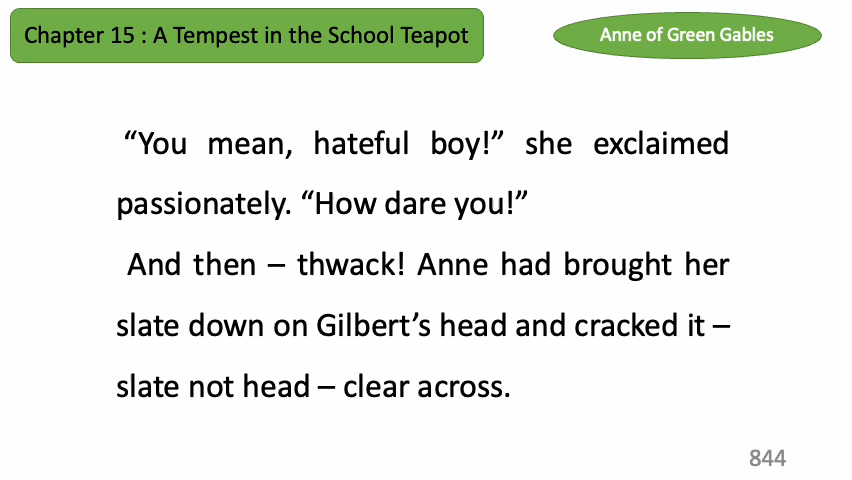 Chapter 15 : A Tempest in the School Teapot
Anne of Green Gables
“You mean, hateful boy!” she exclaimed
passionately. “How dare you!”
And then – thwack! Anne had brought her
slate down on Gilbert’s head and cracked it –
slate not head – clear across.
844